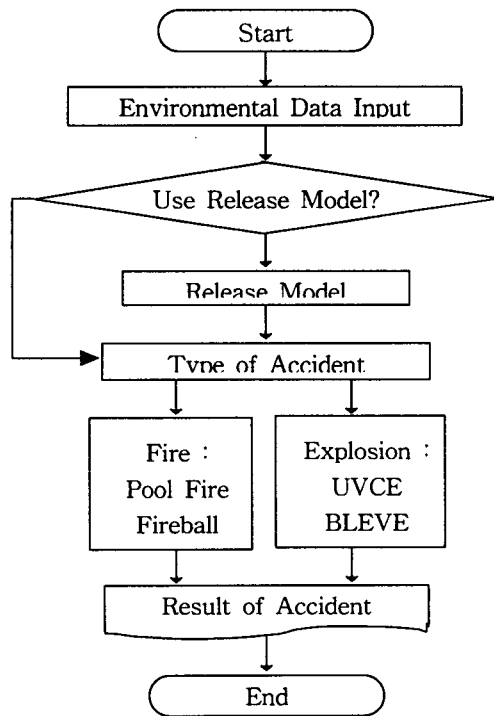 Start
Environmental Data Input
Use Release Model?
Release Model
Type of Accident
Fire :
Pool Fire
Fireball
Explosion :
UVCE
BLEVE
Result of Accident
End